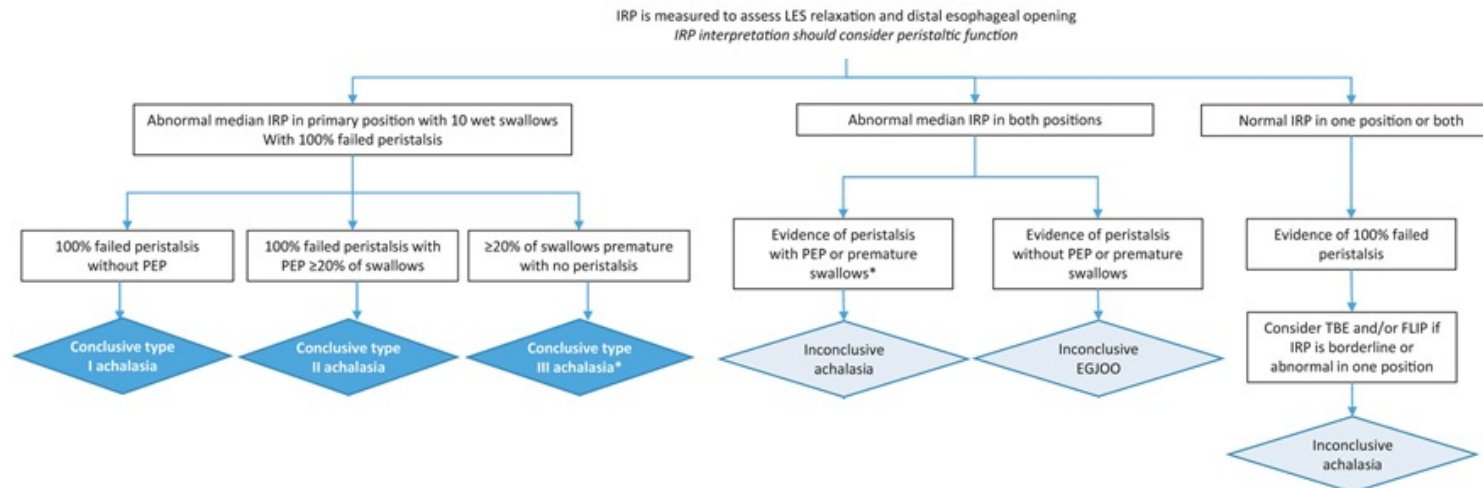 IRP is measured to assess LES relaxation and distal esophageal opening
IRP interpretation should consider peristaltic function
Abnormal median IRP in primary position with 10 wet swallows
With 100% failed peristalsis
Abnormal median IRP in both positions
Normal IRP in one position or both
100% failed peristalsis
without PEP
100% failed peristalsis with
PEP ≥20% of swallows
≥20% of swallows premature
with no peristalsis
Evidence of peristalsis
with PEP or premature
swallows*
Evidence of peristalsis
without PEP or premature
swallows
Evidence of 100% failed
peristalsis
Conclusive type
I achalasia
Conclusive type
II achalasia
Conclusive type
III achalasia*
Inconclusive
achalasia
Inconclusive
EGJOO
Consider TBE and/or FLIP if
IRP is borderline or
abnormal in one position
Inconclusive
achalasia